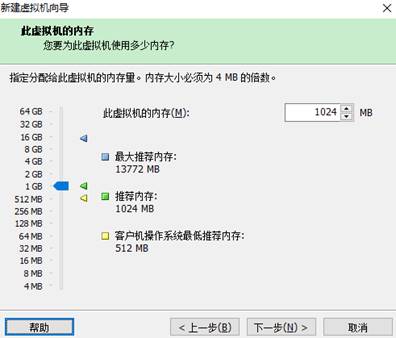 新建虚拟机向导
此虚拟机的内存
您要为此虚拟机使用多少内存?
指定分配给此虚拟机的内存量。内存大小必须为 4 MB 的倍数。
64 GB
32 GB
16 GB
8 GB
4 GB
2 GB
1 GB
512 MB
256 MB
128 MB
64 MB
32 MB
16 MB
8 MB
4 MB
此虚拟机的内存(M):
1024 MB
最大推荐内存:
13772 MB
推荐内存:
1024 MB
客户机操作系统最低推荐内存:
512 MB
帮助
< 上一步(B)
下一步(N) >
取消